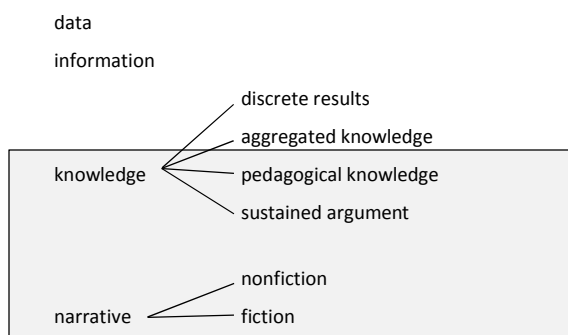 data
information
discrete results
aggregated knowledge
knowledge
pedagogical knowledge
sustained argument
nonfiction
narrative
fiction